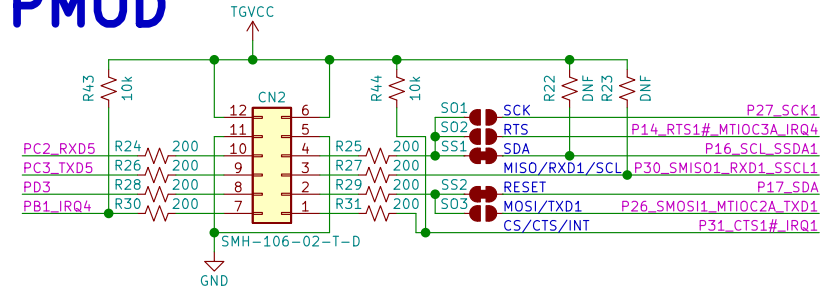 PMOD
TGVCC
R43
10k
R44
10k
R22
DNF
R23
DNF
CN2
12 6
11 5
10 4
9 3
8 2
7 1
PC2_RXD5 R24 200
PC3_TXD5 R26 200
PD3 R28 200
PB1_IRQ4 R30 200
R25 200
R27 200
R29 200
R31 200
SO1 SCK P27_SCK1
SO2 RTS P14_RTS1#_MTIOC3A_IRQ4
SS1 SDA P16_SCL_SSDA1
MISO/RXD1/SCL P30_SMISO1_RXD1_SSCL1
SS2 RESET P17_SDA
SO3 MOSI/TXD1 P26_SMOSI1_MTIOC2A_TXD1
CS/CTS/INT P31_CTS1#_IRQ1
SMH-106-02-T-D
GND